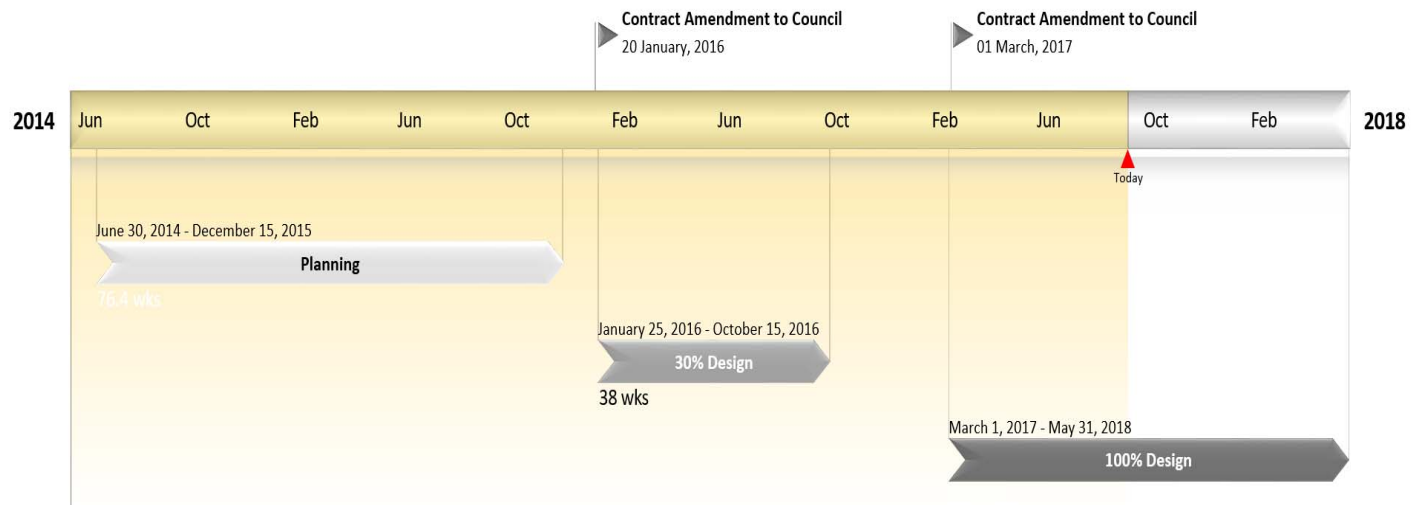 Contract Amendment to Council
20 January, 2016
Contract Amendment to Council
01 March, 2017
2014 Jun Oct Feb Jun Oct Feb Jun Oct Feb Jun Oct Feb 2018
Today
June 30, 2014 - December 15, 2015
Planning
76.4 wks
January 25, 2016 - October 15, 2016
30% Design
38 wks
March 1, 2017 - May 31, 2018
100% Design